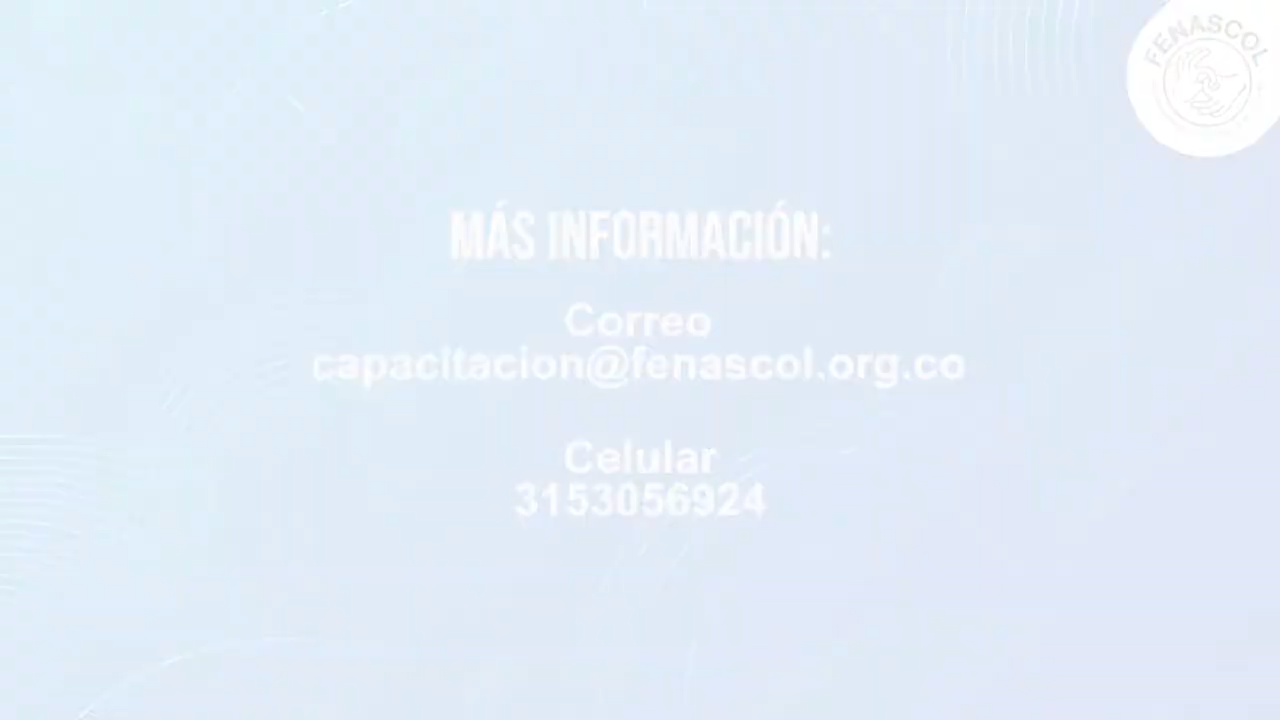 FENASCOL
MÁS INFORMACIÓN:
Correo
capacitacion@fenascol.org.co
Celular
3153056924